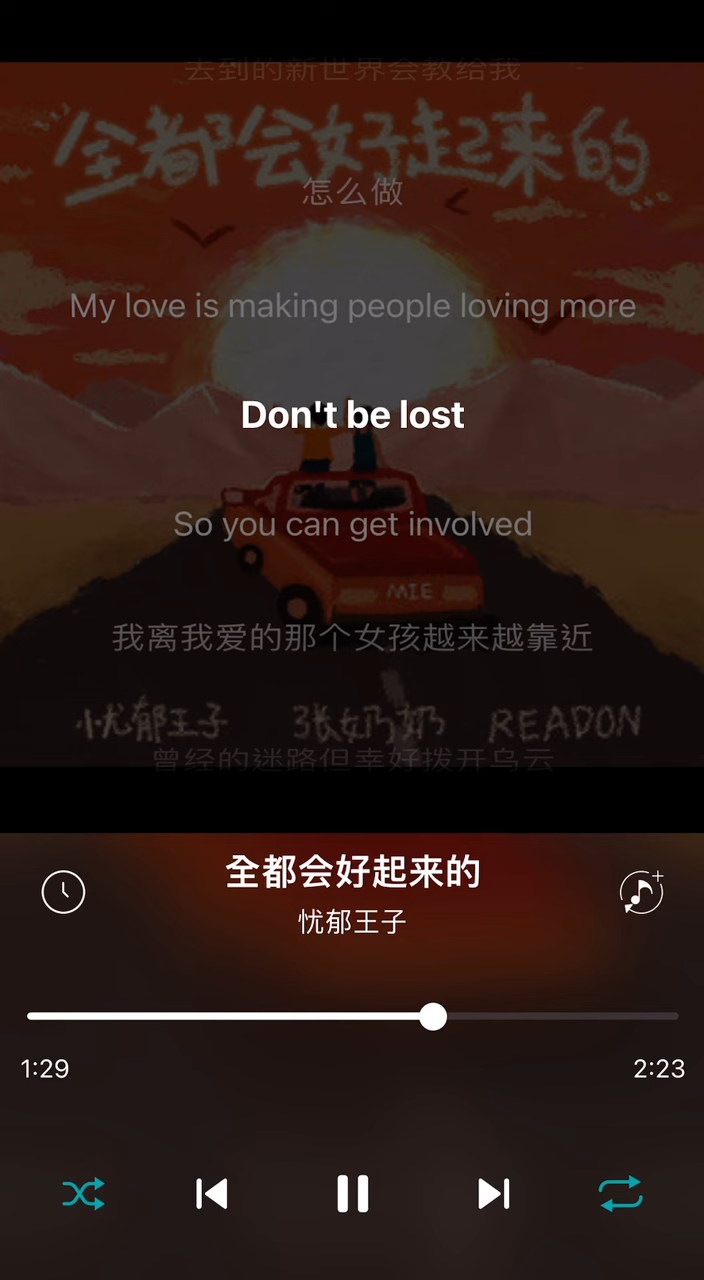 去到的新世界会教给我
“全都会好起来的”
怎么做
My love is making people loving more
Don't be lost
So you can get involved
MIE
我离我爱的那个女孩越来越靠近
忧郁王子 张奶奶 READON
曾经的迷路但幸好拨开乌云
全都会好起来的
忧郁王子
1:29 2:23